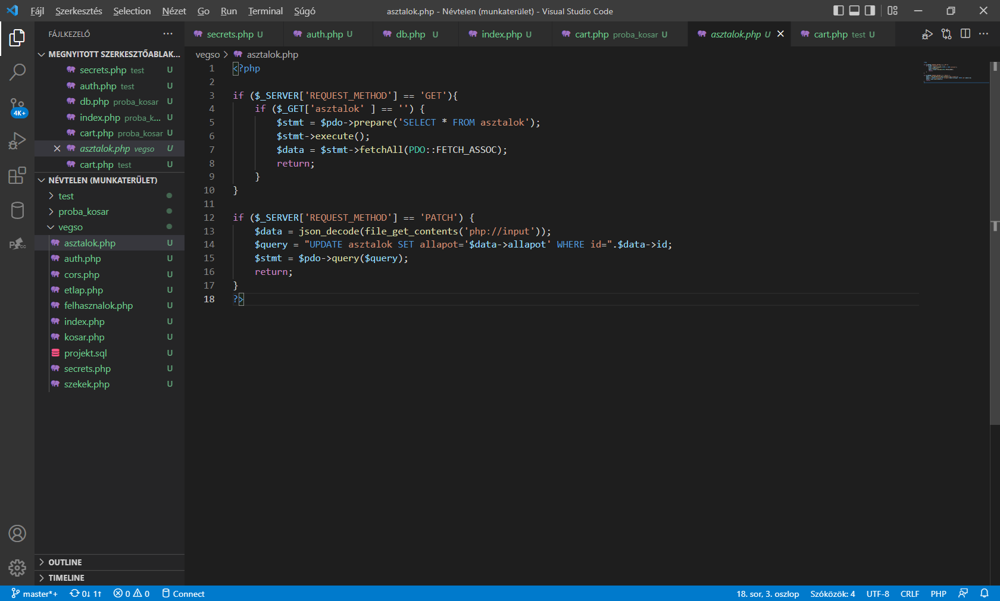 Fájl Szerkesztés Selection Nézet Go Run Terminal Súgó
asztalok.php - Névtelen (munkaterület) - Visual Studio Code
FÁJLKEZELŐ
secrets.php U
auth.php U
db.php U
index.php U
cart.php proba_kosar U
asztalok.php U
cart.php test U
MEGNYITOTT SZERKESZTŐABLAK...
secrets.php test U
auth.php test U
db.php proba_kosar U
index.php proba_k... U
cart.php proba_kosar U
asztalok.php vegso U
cart.php test U
4K+
NÉVTELEN (MUNKATERÜLET)
test
proba_kosar
vegso
asztalok.php U
auth.php U
cors.php U
etlap.php U
felhasznalok.php U
index.php U
kosar.php U
projekt.sql U
secrets.php U
szekek.php U
OUTLINE
TIMELINE
vegso > asztalok.php
1 <?php
2
3 if ($_SERVER['REQUEST_METHOD'] == 'GET'){
4 if ($_GET['asztalok' ] == '') {
5 $stmt = $pdo->prepare('SELECT * FROM asztalok');
6 $stmt->execute();
7 $data = $stmt->fetchAll(PDO::FETCH_ASSOC);
8 return;
9 }
10 }
11
12 if ($_SERVER['REQUEST_METHOD'] == 'PATCH') {
13 $data = json_decode(file_get_contents('php://input'));
14 $query = "UPDATE asztalok SET allapot='$data->allapot' WHERE id=".$data->id;
15 $stmt = $pdo->query($query);
16 return;
17 }
18 ?>
master*+ 0↓ 1↑ 0 0 Connect
18. sor, 3. oszlop Szóközök: 4 UTF-8 CRLF PHP